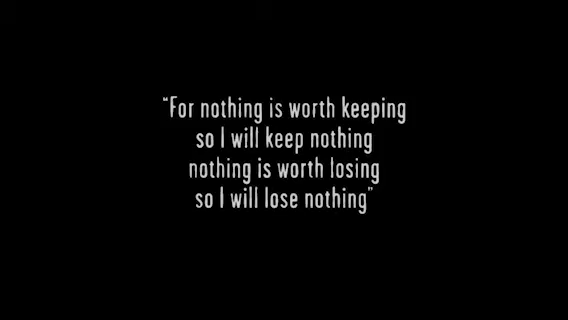 “For nothing is worth keeping
so I will keep nothing
nothing is worth losing
so I will lose nothing”